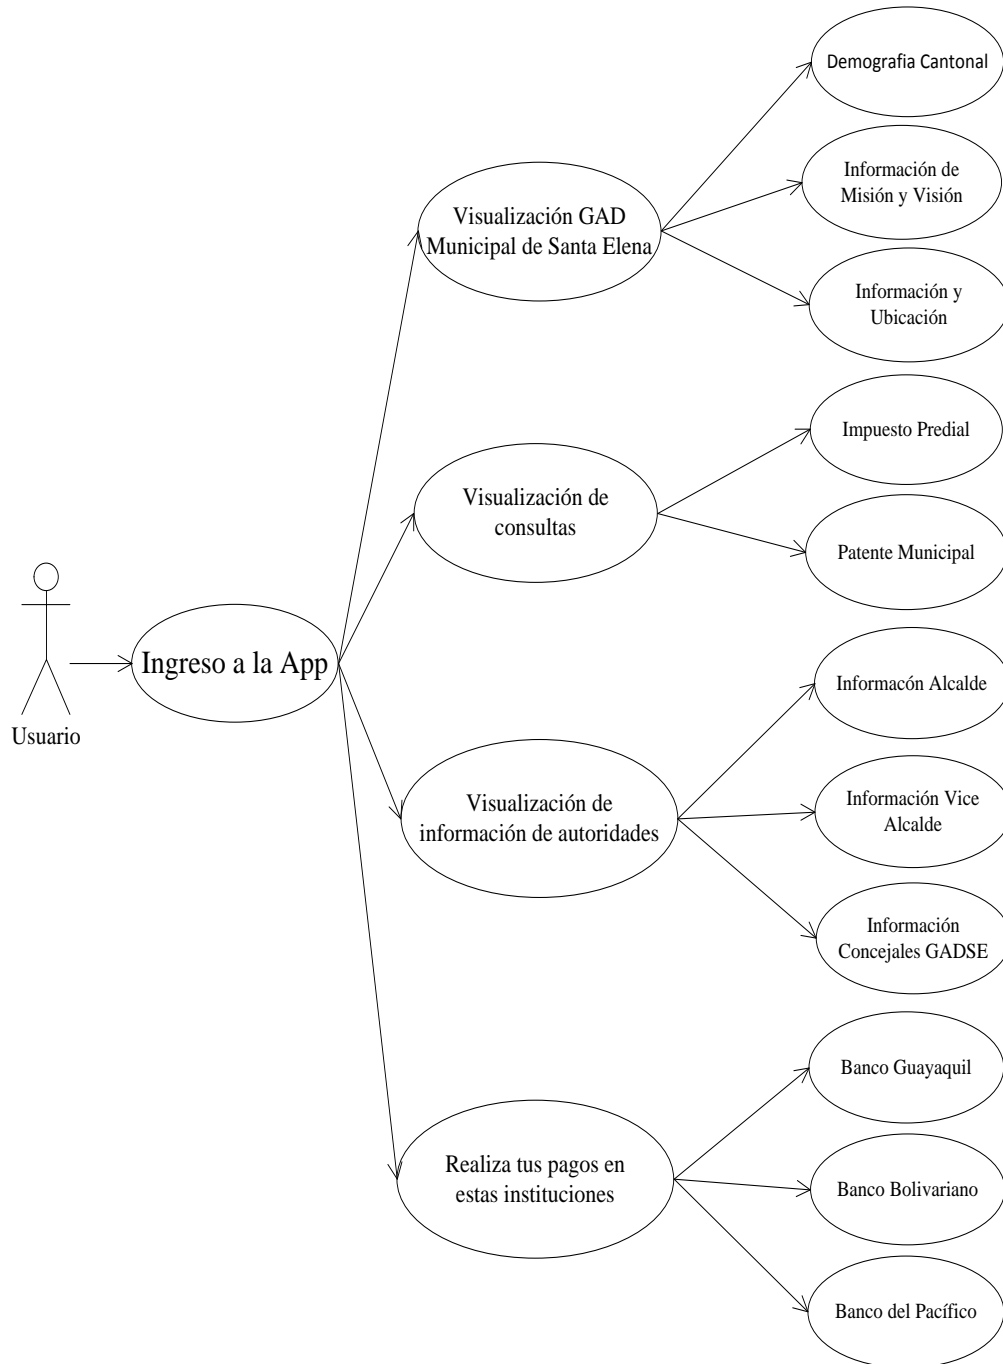 Demografia Cantonal
Información de
Misión y Visión
Visualización GAD
Municipal de Santa Elena
Información y
Ubicación
Impuesto Predial
Visualización de
consultas
Patente Municipal
Ingreso a la App
Usuario
Informacón Alcalde
Visualización de
información de autoridades
Información Vice
Alcalde
Información
Concejales GADSE
Banco Guayaquil
Realiza tus pagos en
estas instituciones
Banco Bolivariano
Banco del Pacífico